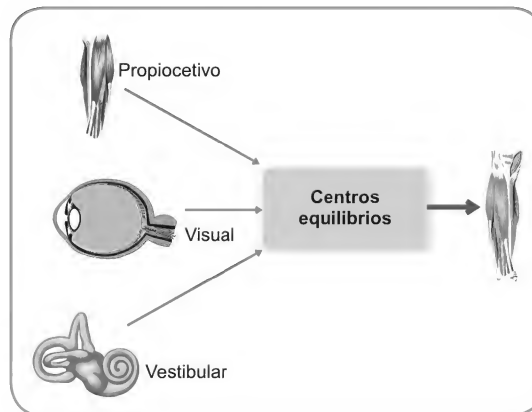 Propiocetivo
Centros
equilibrios
Visual
Vestibular